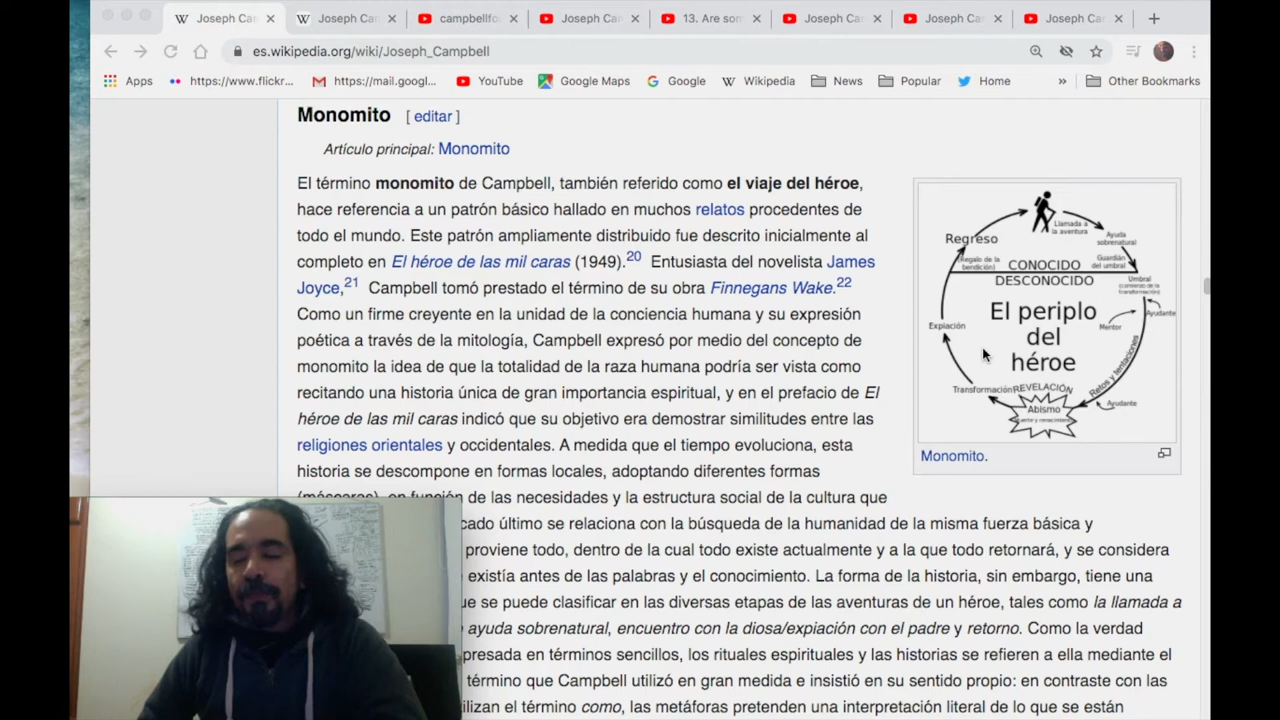 Joseph Ca
Joseph Ca
campbellfo
Joseph Ca
13. Are som
Joseph Ca
Joseph Ca
Joseph Ca
es.wikipedia.org/wiki/Joseph_Campbell
Apps https://www.flickr... https://mail.googl... YouTube Google Maps Google Wikipedia News Popular Home » Other Bookmarks
Monomito [ editar ]
Artículo principal: Monomito
El término monomito de Campbell, también referido como el viaje del héroe,
hace referencia a un patrón básico hallado en muchos relatos procedentes de
todo el mundo. Este patrón ampliamente distribuido fue descrito inicialmente al
completo en El héroe de las mil caras (1949).20 Entusiasta del novelista James
Joyce,21 Campbell tomó prestado el término de su obra Finnegans Wake.22
Como un firme creyente en la unidad de la conciencia humana y su expresión
poética a través de la mitología, Campbell expresó por medio del concepto de
monomito la idea de que la totalidad de la raza humana podría ser vista como
recitando una historia única de gran importancia espiritual, y en el prefacio de El
héroe de las mil caras indicó que su objetivo era demostrar similitudes entre las
religiones orientales y occidentales. A medida que el tiempo evoluciona, esta
historia se descompone en formas locales, adoptando diferentes formas
(máscaras), en función de las necesidades y la estructura social de la cultura que
cado último se relaciona con la búsqueda de la humanidad de la misma fuerza básica y
proviene todo, dentro de la cual todo existe actualmente y a la que todo retornará, y se considera
existía antes de las palabras y el conocimiento. La forma de la historia, sin embargo, tiene una
ue se puede clasificar en las diversas etapas de las aventuras de un héroe, tales como la llamada a
ayuda sobrenatural, encuentro con la diosa/expiación con el padre y retorno. Como la verdad
presada en términos sencillos, los rituales espirituales y las historias se refieren a ella mediante el
término que Campbell utilizó en gran medida e insistió en su sentido propio: en contraste con las
ilizan el término como, las metáforas pretenden una interpretación literal de lo que se están
Llamada a
la aventura
Ayuda
sobrenatural
Guardián
del umbral
Regreso
(Regalo de la
bendición)
CONOCIDO
DESCONOCIDO
Umbral
(comienzo de la
transformación)
El periplo
del
héroe
Ayudante
Mentor
Expiación
Retos y tentaciones
Transformación
REVELACIÓN
Abismo
muerte y renacimiento
Ayudante
Monomito.